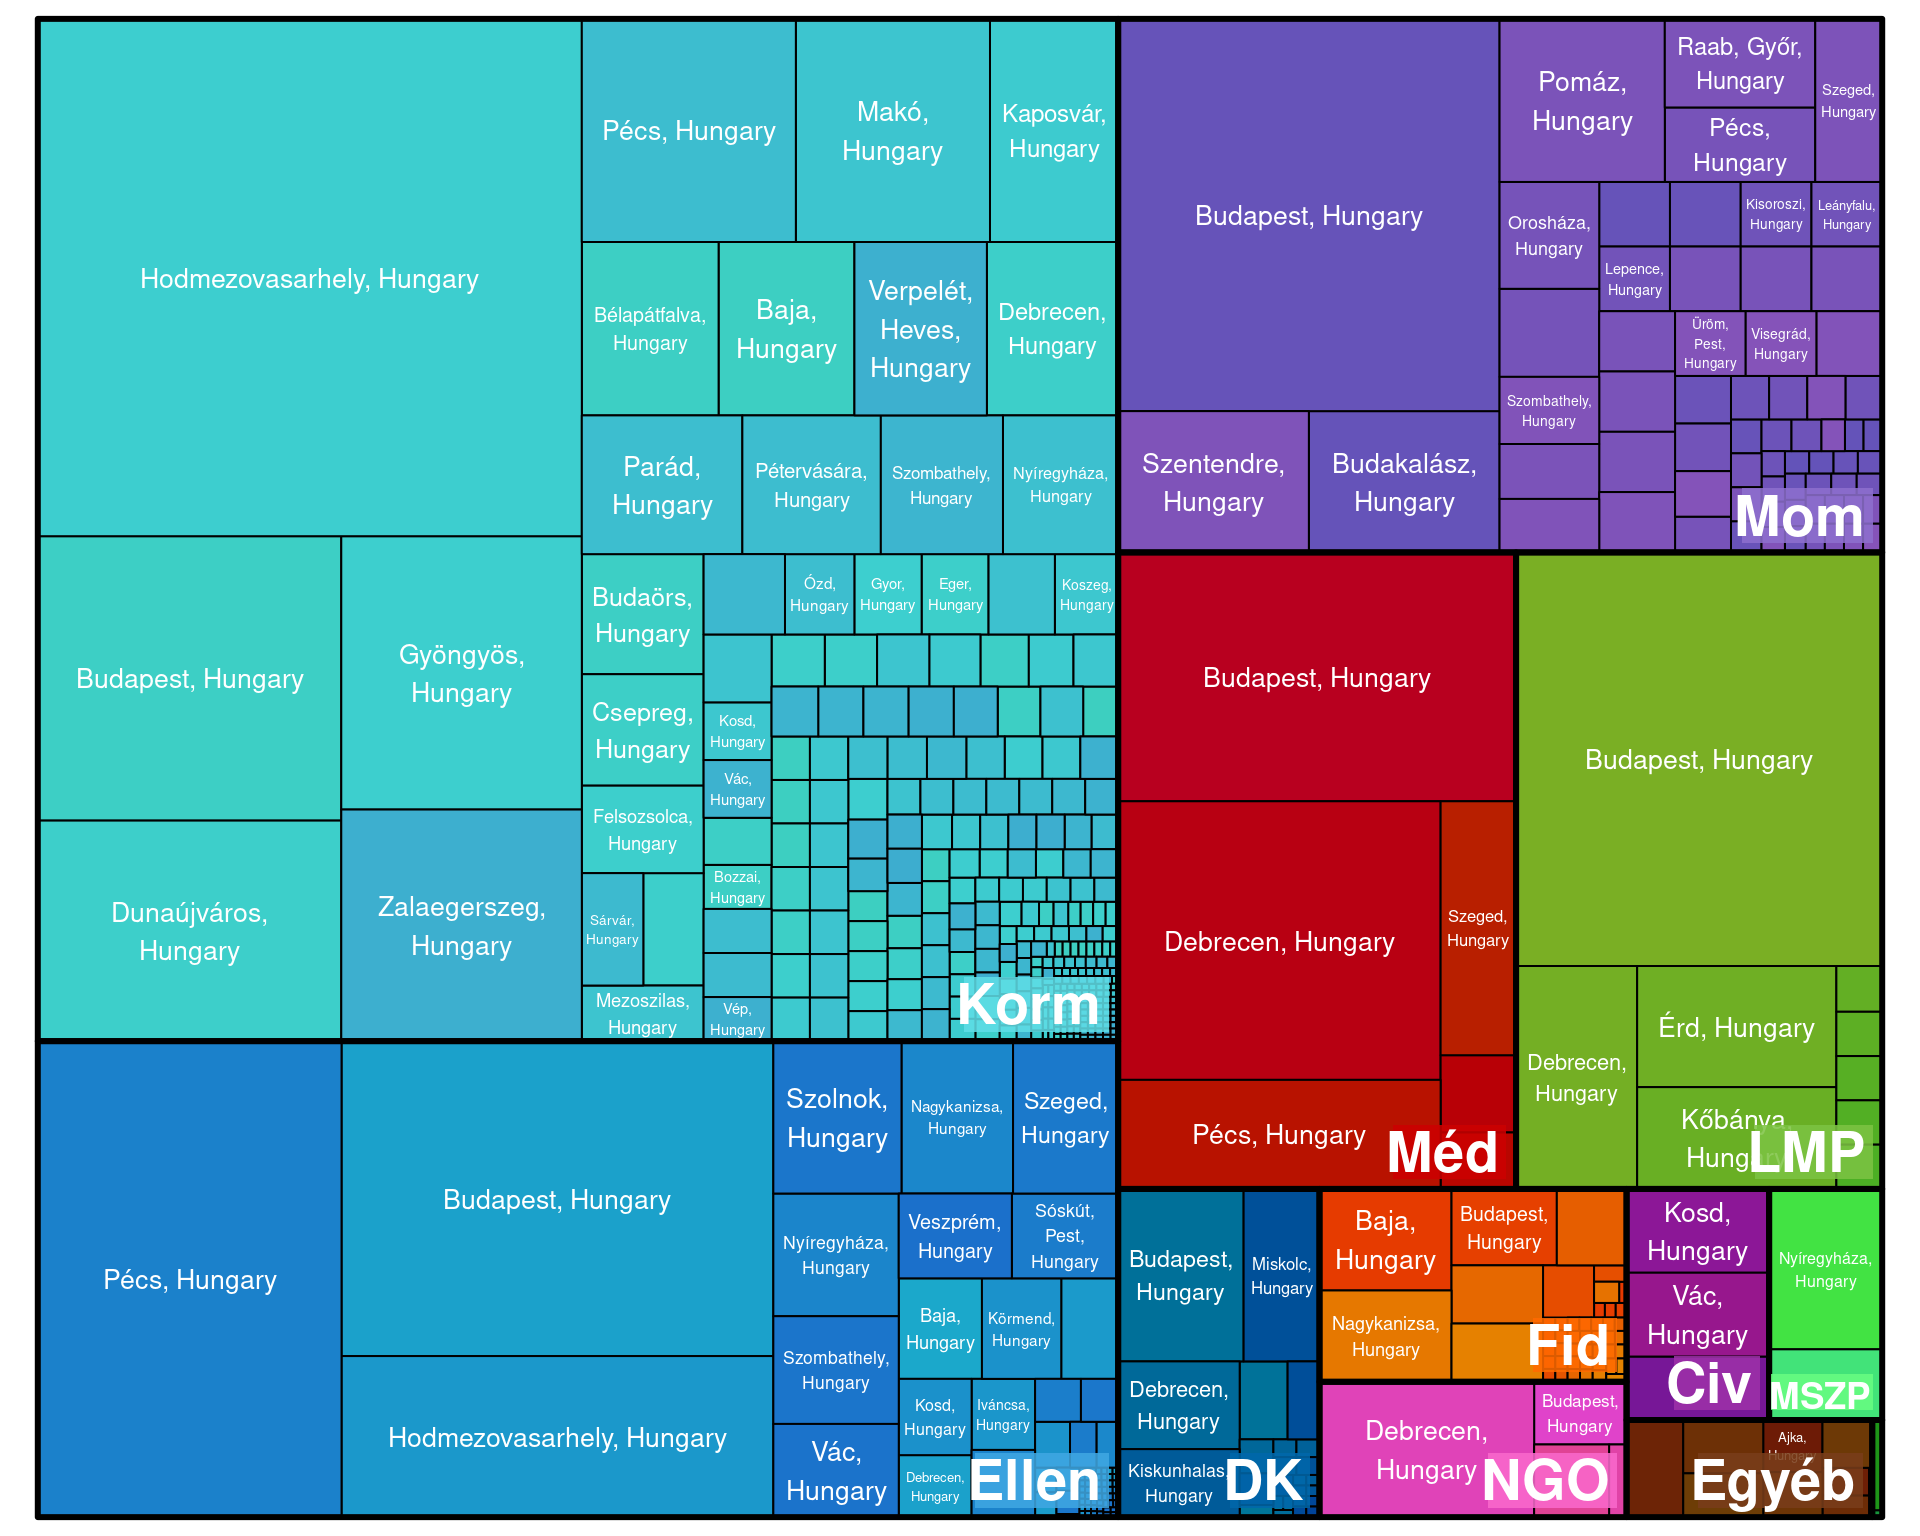 Hodmezovasarhely, Hungary
Budapest, Hungary
Gyöngyös,
Hungary
Dunaújváros,
Hungary
Zalaegerszeg,
Hungary
Pécs, Hungary
Makó,
Hungary
Kaposvár,
Hungary
Bélapátfalva,
Hungary
Baja,
Hungary
Verpelét,
Heves,
Hungary
Debrecen,
Hungary
Parád,
Hungary
Pétervására,
Hungary
Szombathely,
Hungary
Nyíregyháza,
Hungary
Budaörs,
Hungary
Ózd,
Hungary
Gyor,
Hungary
Eger,
Hungary
Koszeg,
Hungary
Csepreg,
Hungary
Kosd,
Hungary
Vác,
Hungary
Felsozsolca,
Hungary
Bozzai,
Hungary
Sárvár,
Hungary
Mezoszilas,
Hungary
Vép,
Hungary
Korm
Budapest, Hungary
Szentendre,
Hungary
Budakalász,
Hungary
Pomáz,
Hungary
Raab, Győr,
Hungary
Pécs,
Hungary
Szeged,
Hungary
Orosháza,
Hungary
Kisoroszi,
Hungary
Leányfalu,
Hungary
Lepence,
Hungary
Üröm,
Pest,
Hungary
Visegrád,
Hungary
Szombathely,
Hungary
Mom
Budapest, Hungary
Debrecen, Hungary
Szeged,
Hungary
Pécs, Hungary
Méd
Budapest, Hungary
Debrecen,
Hungary
Érd, Hungary
Kőbánya,
Hungary
LMP
Pécs, Hungary
Budapest, Hungary
Hodmezovasarhely, Hungary
Szolnok,
Hungary
Nagykanizsa,
Hungary
Szeged,
Hungary
Nyíregyháza,
Hungary
Veszprém,
Hungary
Sóskút,
Pest,
Hungary
Baja,
Hungary
Körmend,
Hungary
Szombathely,
Hungary
Kosd,
Hungary
Iváncsa,
Hungary
Vác,
Hungary
Debrecen,
Hungary
Ellen
Budapest,
Hungary
Miskolc,
Hungary
Debrecen,
Hungary
Kiskunhalas,
Hungary
DK
Baja,
Hungary
Budapest,
Hungary
Nagykanizsa,
Hungary
Fid
Debrecen,
Hungary
Budapest,
Hungary
NGO
Kosd,
Hungary
Vác,
Hungary
Civ
Nyíregyháza,
Hungary
MSZP
Ajka,
Hungary
Egyéb